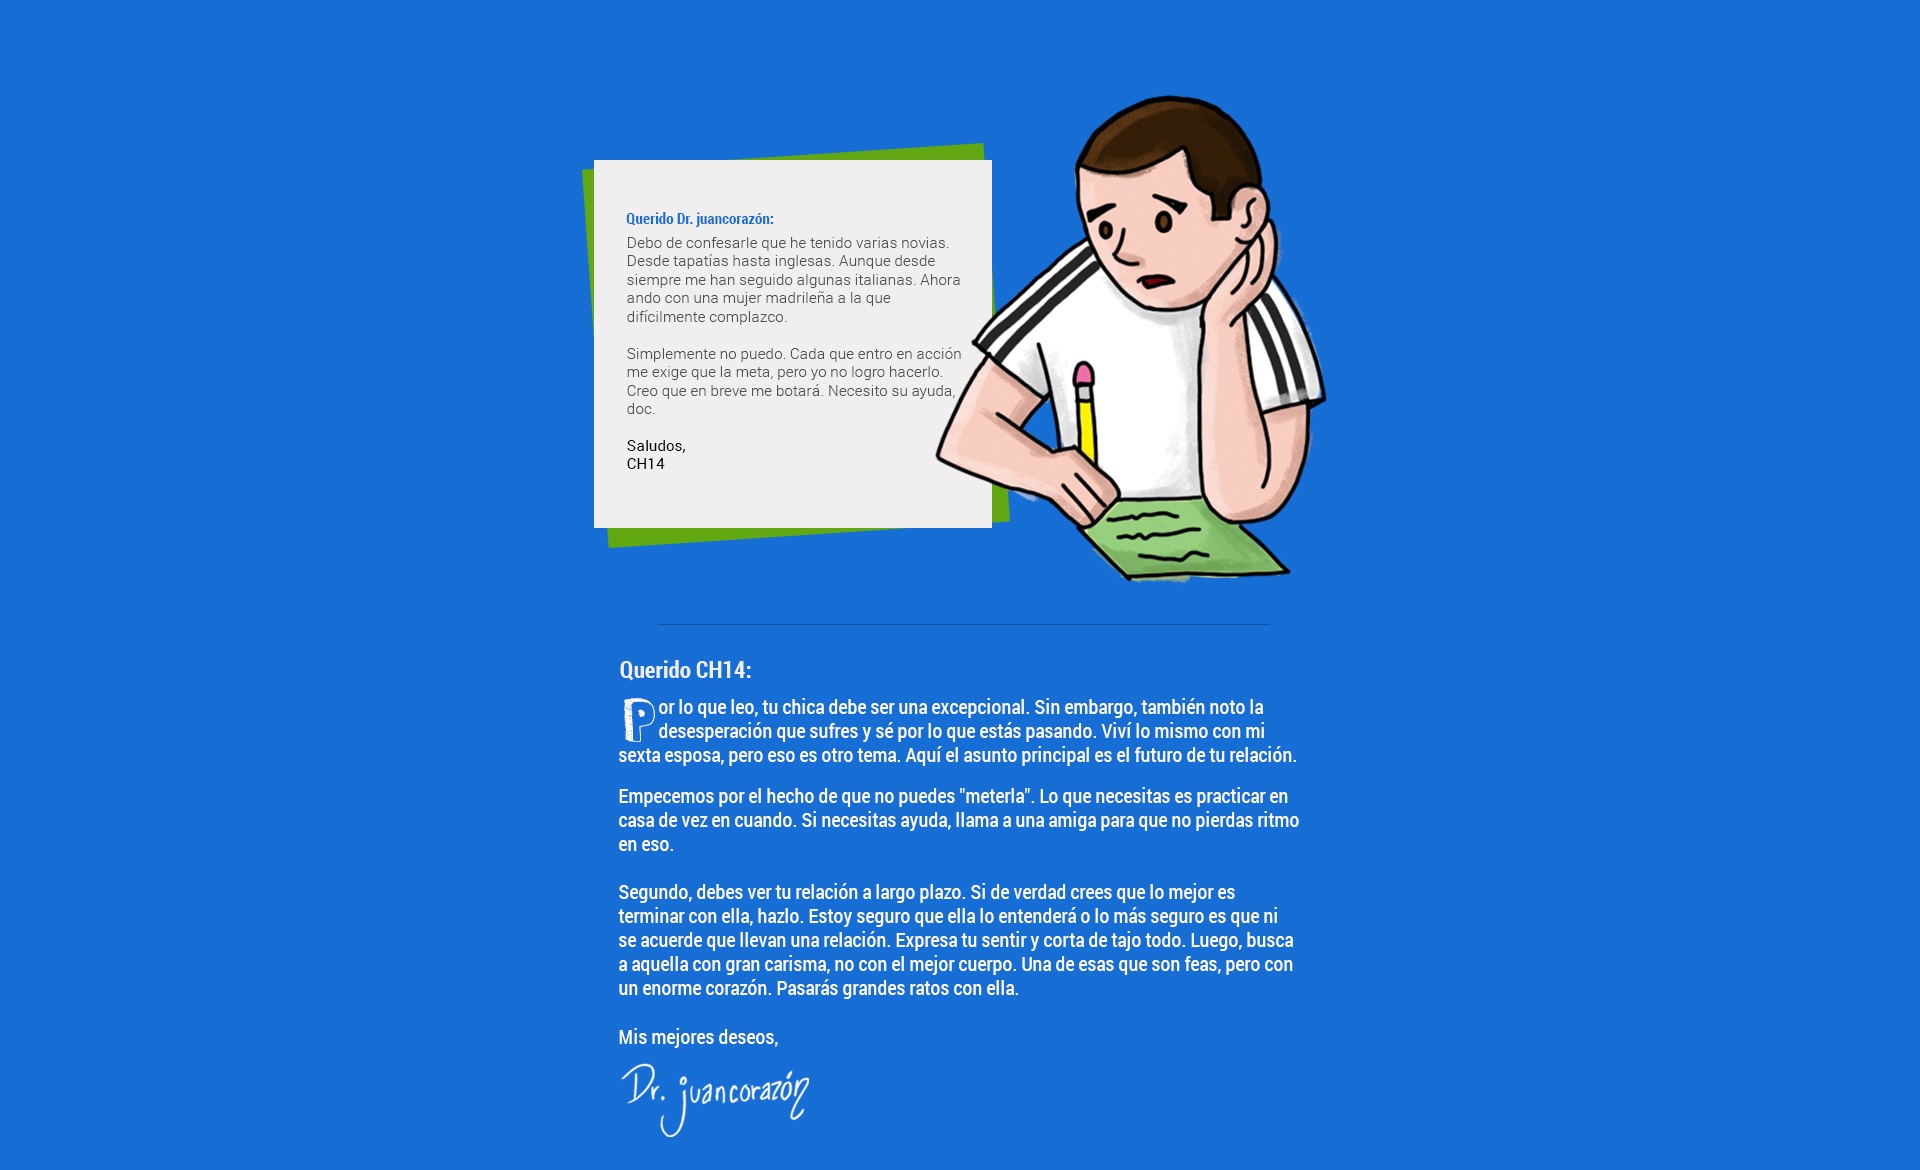 Querido Dr. juancorazón:
Debo de confesarle que he tenido varias novias.
Desde tapatías hasta inglesas. Aunque desde
siempre me han seguido algunas italianas. Ahora
ando con una mujer madrileña a la que
difícilmente complazco.
Simplemente no puedo. Cada que entro en acción
me exige que la meta, pero yo no logro hacerlo.
Creo que en breve me botará. Necesito su ayuda,
doc.
Saludos,
CH14
Querido CH14:
Por lo que leo, tu chica debe ser una excepcional. Sin embargo, también noto la
desesperación que sufres y sé por lo que estás pasando. Viví lo mismo con mi
sexta esposa, pero eso es otro tema. Aquí el asunto principal es el futuro de tu relación.
Empecemos por el hecho de que no puedes "meterla". Lo que necesitas es practicar en
casa de vez en cuando. Si necesitas ayuda, llama a una amiga para que no pierdas ritmo
en eso.
Segundo, debes ver tu relación a largo plazo. Si de verdad crees que lo mejor es
terminar con ella, hazlo. Estoy seguro que ella lo entenderá o lo más seguro es que ni
se acuerde que llevan una relación. Expresa tu sentir y corta de tajo todo. Luego, busca
a aquella con gran carisma, no con el mejor cuerpo. Una de esas que son feas, pero con
un enorme corazón. Pasarás grandes ratos con ella.
Mis mejores deseos,
Dr. juancorazón